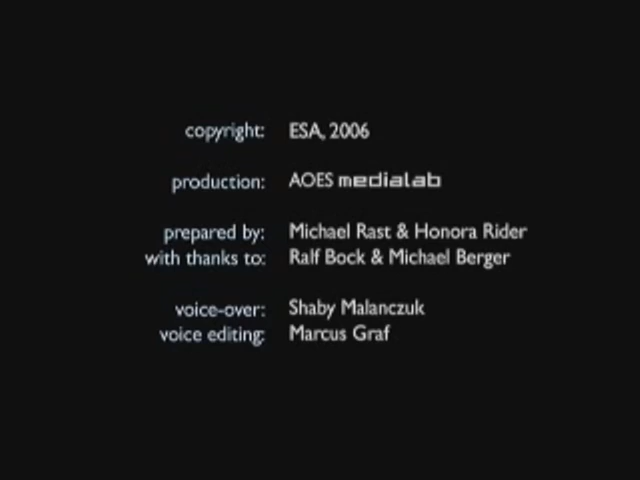 copyright: ESA, 2006
production: AOES medialab
prepared by: Michael Rast & Honora Rider
with thanks to: Ralf Bock & Michael Berger
voice-over: Shaby Malanczuk
voice editing: Marcus Graf